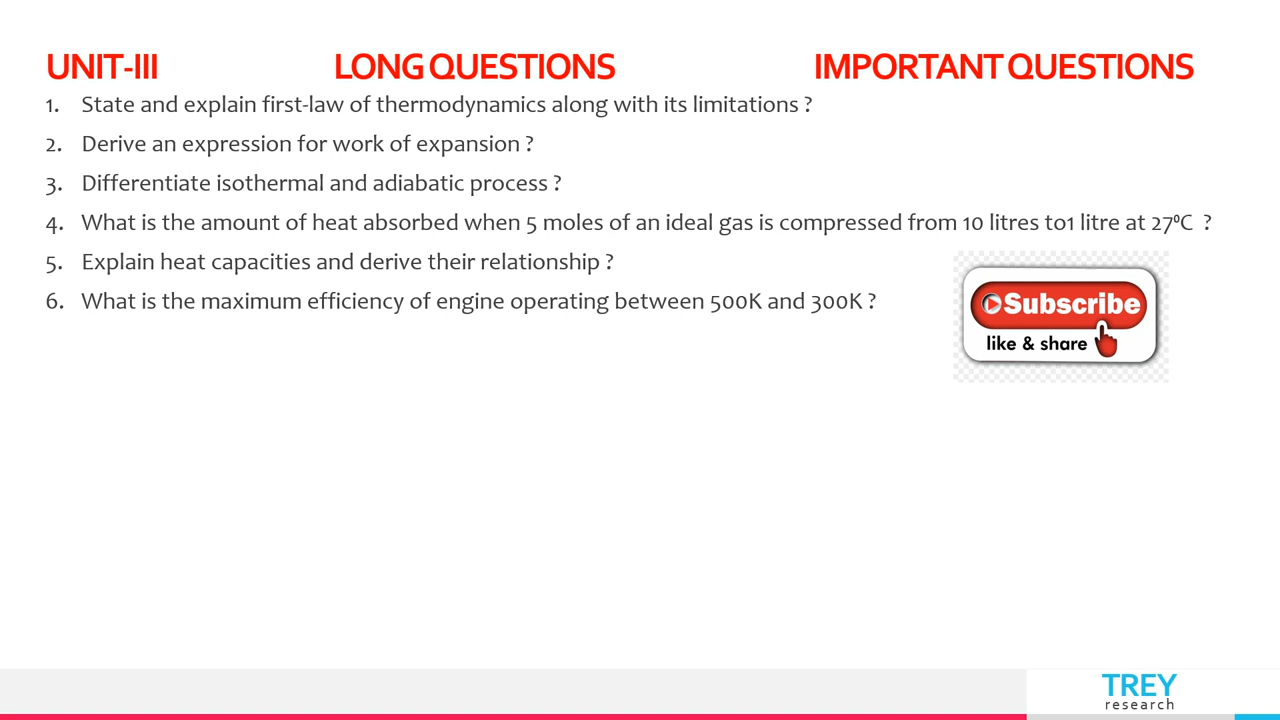 UNIT-III LONG QUESTIONS IMPORTANT QUESTIONS
1. State and explain first-law of thermodynamics along with its limitations ?
2. Derive an expression for work of expansion ?
3. Differentiate isothermal and adiabatic process ?
4. What is the amount of heat absorbed when 5 moles of an ideal gas is compressed from 10 litres to1 litre at 27⁰C ?
5. Explain heat capacities and derive their relationship ?
6. What is the maximum efficiency of engine operating between 500K and 300K ?
Subscribe
like & share
TREY
research